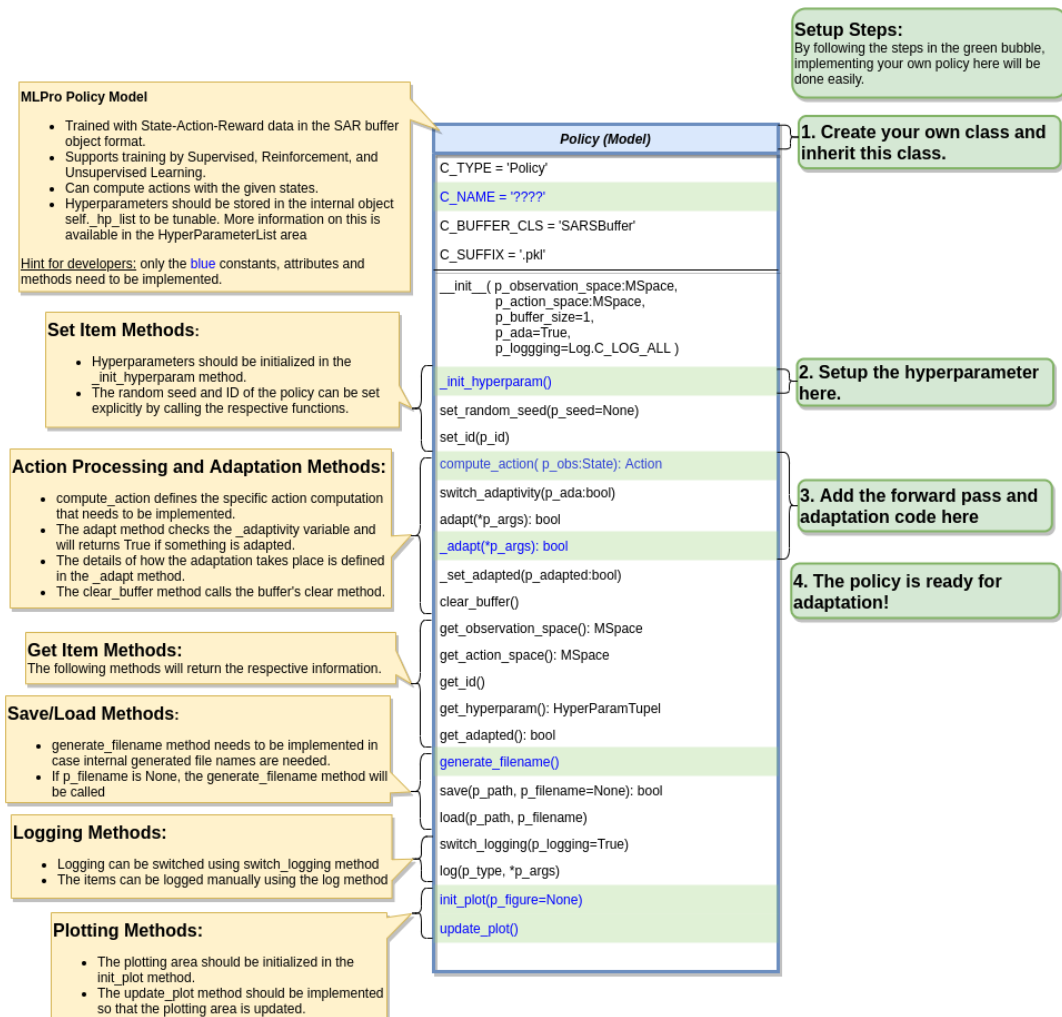 Setup Steps:
By following the steps in the green bubble,
implementing your own policy here will be
done easily.
MLPro Policy Model
Trained with State-Action-Reward data in the SAR buffer
object format.
Supports training by Supervised, Reinforcement, and
Unsupervised Learning.
Can compute actions with the given states.
Hyperparameters should be stored in the internal object
self._hp_list to be tunable. More information on this is
available in the HyperParameterList area
Hint for developers: only the blue constants, attributes and
methods need to be implemented.
Set Item Methods:
Hyperparameters should be initialized in the
_init_hyperparam method.
The random seed and ID of the policy can be set
explicitly by calling the respective functions.
Action Processing and Adaptation Methods:
compute_action defines the specific action computation
that needs to be implemented.
The adapt method checks the _adaptivity variable and
will returns True if something is adapted.
The details of how the adaptation takes place is defined
in the _adapt method.
The clear_buffer method calls the buffer's clear method.
Get Item Methods:
The following methods will return the respective information.
Save/Load Methods:
generate_filename method needs to be implemented in
case internal generated file names are needed.
If p_filename is None, the generate_filename method will
be called
Logging Methods:
Logging can be switched using switch_logging method
The items can be logged manually using the log method
Plotting Methods:
The plotting area should be initialized in the
init_plot method.
The update_plot method should be implemented
so that the plotting area is updated.
Policy (Model)
C_TYPE = 'Policy'
C_NAME = '????'
C_BUFFER_CLS = 'SARSBuffer'
C_SUFFIX = '.pkl'
__init__( p_observation_space:MSpace,
p_action_space:MSpace,
p_buffer_size=1,
p_ada=True,
p_loggging=Log.C_LOG_ALL )
_init_hyperparam()
set_random_seed(p_seed=None)
set_id(p_id)
compute_action( p_obs:State): Action
switch_adaptivity(p_ada:bool)
adapt(*p_args): bool
_adapt(*p_args): bool
_set_adapted(p_adapted:bool)
clear_buffer()
get_observation_space(): MSpace
get_action_space(): MSpace
get_id()
get_hyperparam(): HyperParamTupel
get_adapted(): bool
generate_filename()
save(p_path, p_filename=None): bool
load(p_path, p_filename)
switch_logging(p_logging=True)
log(p_type, *p_args)
init_plot(p_figure=None)
update_plot()
1. Create your own class and
inherit this class.
2. Setup the hyperparameter
here.
3. Add the forward pass and
adaptation code here
4. The policy is ready for
adaptation!